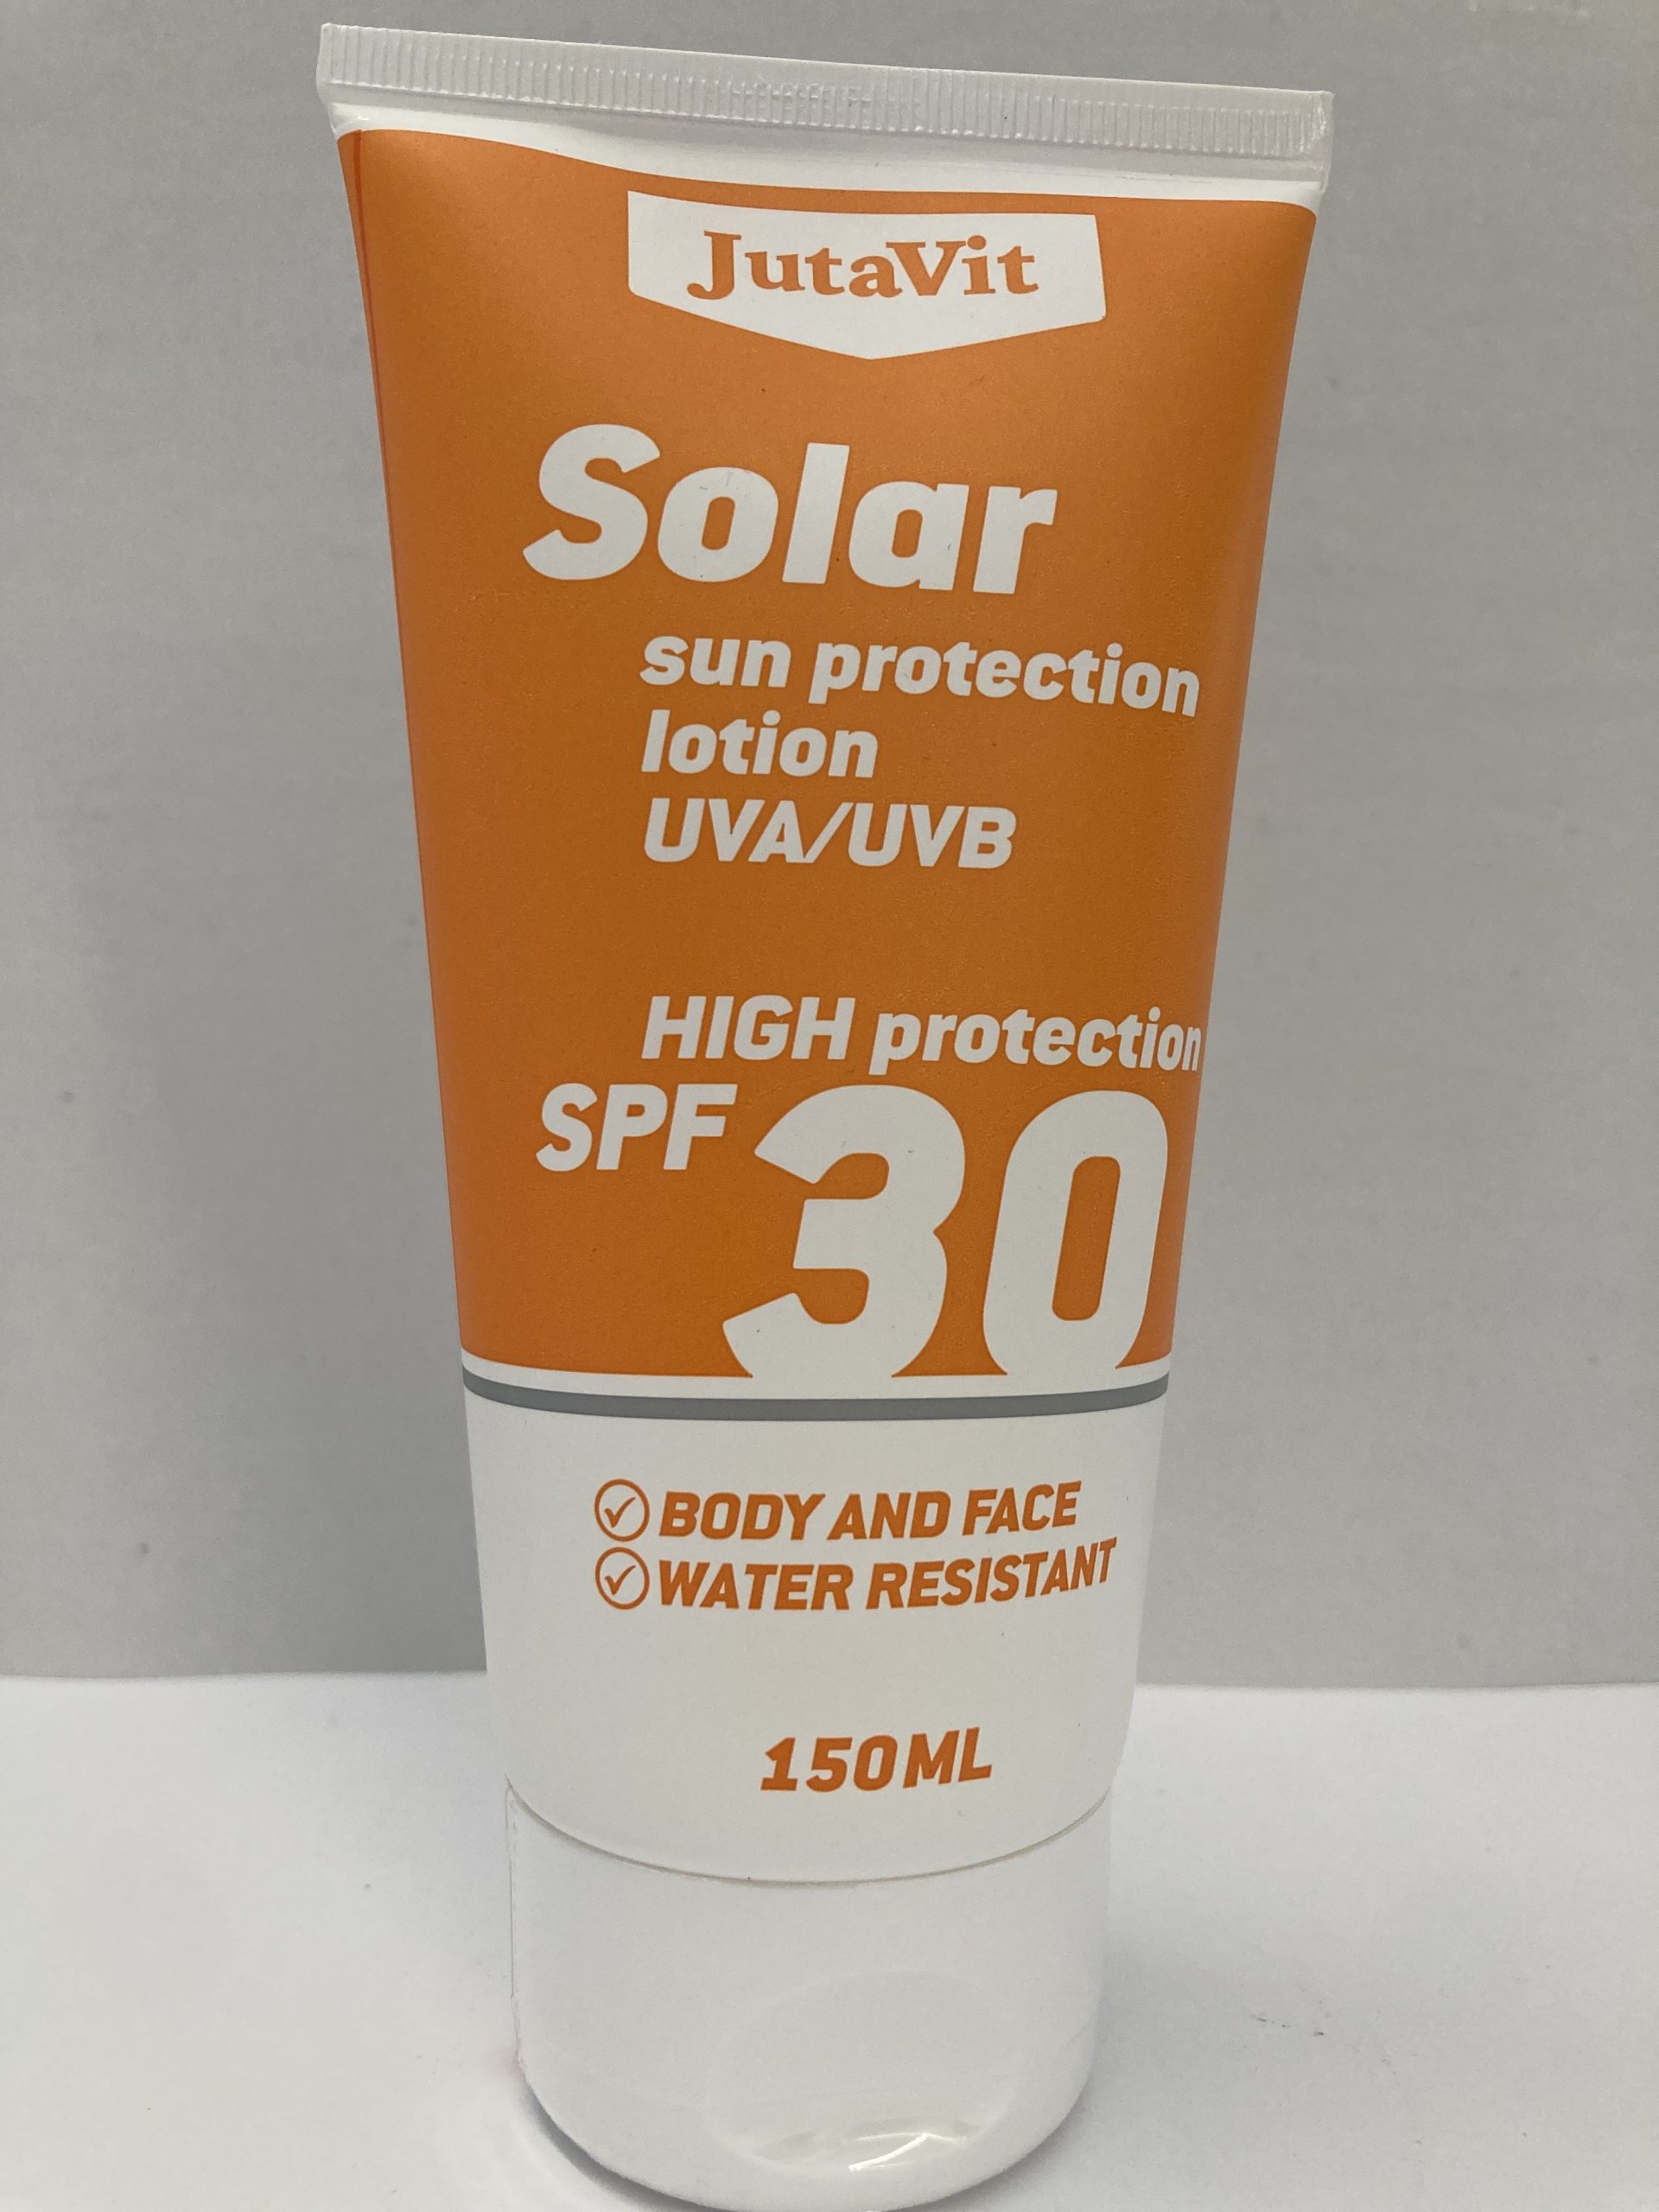 JutaVit
Solar
sun protection
lotion
UVA/UVB
HIGH protection
SPF 30
BODY AND FACE
WATER RESISTANT
150ML